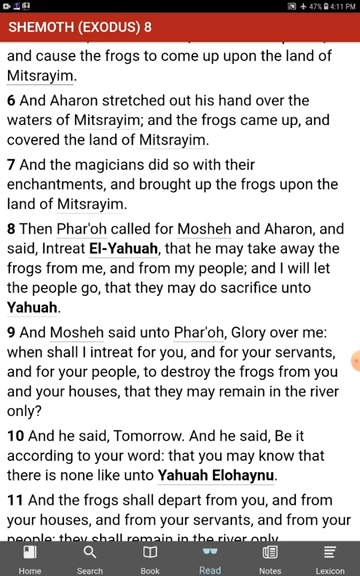 47% 4:11 PM
SHEMOTH (EXODUS) 8
and cause the frogs to come up upon the land of
Mitsrayim.
6 And Aharon stretched out his hand over the
waters of Mitsrayim; and the frogs came up, and
covered the land of Mitsrayim.
7 And the magicians did so with their
enchantments, and brought up the frogs upon the
land of Mitsrayim.
8 Then Phar'oh called for Mosheh and Aharon, and
said, Intreat El-Yahuah, that he may take away the
frogs from me, and from my people; and I will let
the people go, that they may do sacrifice unto
Yahuah.
9 And Mosheh said unto Phar'oh, Glory over me:
when shall I intreat for you, and for your servants,
and for your people, to destroy the frogs from you
and your houses, that they may remain in the river
only?
10 And he said, Tomorrow. And he said, Be it
according to your word: that you may know that
there is none like unto Yahuah Elohaynu.
11 And the frogs shall depart from you, and from
your houses, and from your servants, and from your
people; they shall remain in the river only.
Home Search Book Read Notes Lexicon